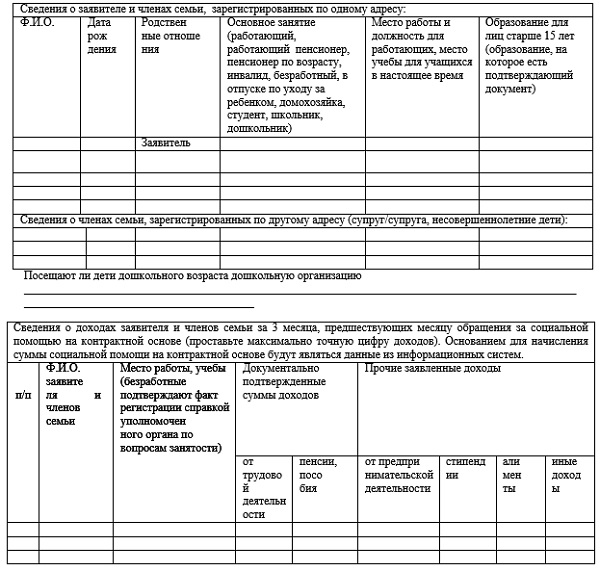 Сведения о заявителе и членах семьи, зарегистрированных по одному адресу:
Ф.И.О.
Дата
рож
дения
Родствен
ные отноше
ния
Основное занятие
(работающий,
работающий пенсионер,
пенсионер по возрасту,
инвалид, безработный, в
отпуске по уходу за
ребенком, домохозяйка,
студент, школьник,
дошкольник)
Место работы и
должность для
работающих, место
учебы для учащихся
в настоящее время
Образование для
лиц старше 15 лет
(образование, на
которое есть
подтверждающий
документ)
Заявитель
Сведения о членах семьи, зарегистрированных по другому адресу (супруг/супруга, несовершеннолетние дети):
Посещают ли дети дошкольного возраста дошкольную организацию
Сведения о доходах заявителя и членов семьи за 3 месяца, предшествующих месяцу обращения за социальной
помощью на контрактной основе (проставьте максимально точную цифру доходов). Основанием для начисления
суммы социальной помощи на контрактной основе будут являться данные из информационных систем.
п/п
Ф.И.О.
заявите
ля и
членов
семьи
Место работы, учебы
(безработные
подтверждают факт
регистрации справкой
уполномочен
ного органа по
вопросам занятости)
Документально
подтвержденные
суммы доходов
Прочие заявленные доходы
от
трудово
й
деятельн
ости
пенсии,
посо
бия
от предпри
нимательской
деятельности
стипенд
ии
али
мен
ты
иные
доход
ы